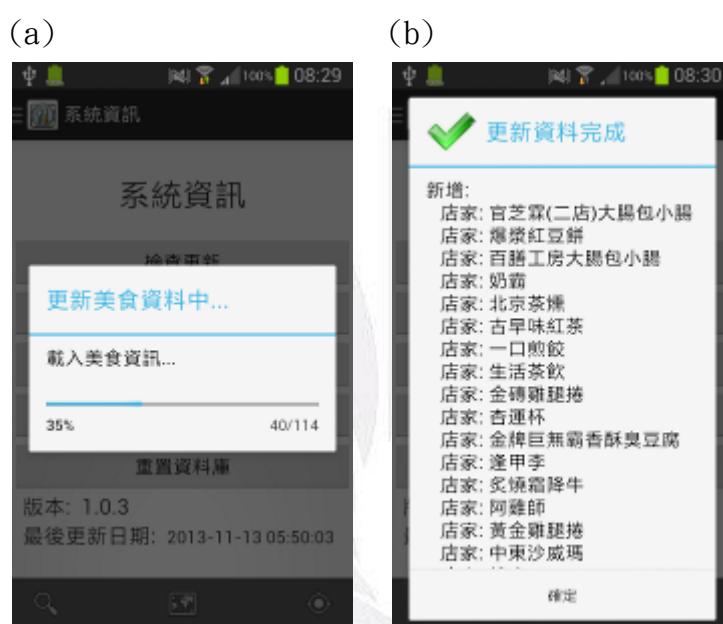 (a)
100% 08:29
系統資訊
系統資訊
檢查更新
更新美食資料中...
載入美食資訊...
35% 40/114
重置資料庫
版本: 1.0.3
最後更新日期: 2013-11-13 05:50:03
(b)
100% 08:30
更新資料完成
新增:
店家: 官芝霖(二店)大腸包小腸
店家: 爆漿紅豆餅
店家: 百膳工房大腸包小腸
店家: 奶霸
店家: 北京茶燻
店家: 古早味紅茶
店家: 一口煎餃
店家: 生活茶飲
店家: 金磚雞腿捲
店家: 杏運杯
店家: 金牌巨無霸香酥臭豆腐
店家: 逢甲李
店家: 炙燒霜降牛
店家: 阿雞師
店家: 黃金雞腿捲
店家: 中東沙威瑪
確定